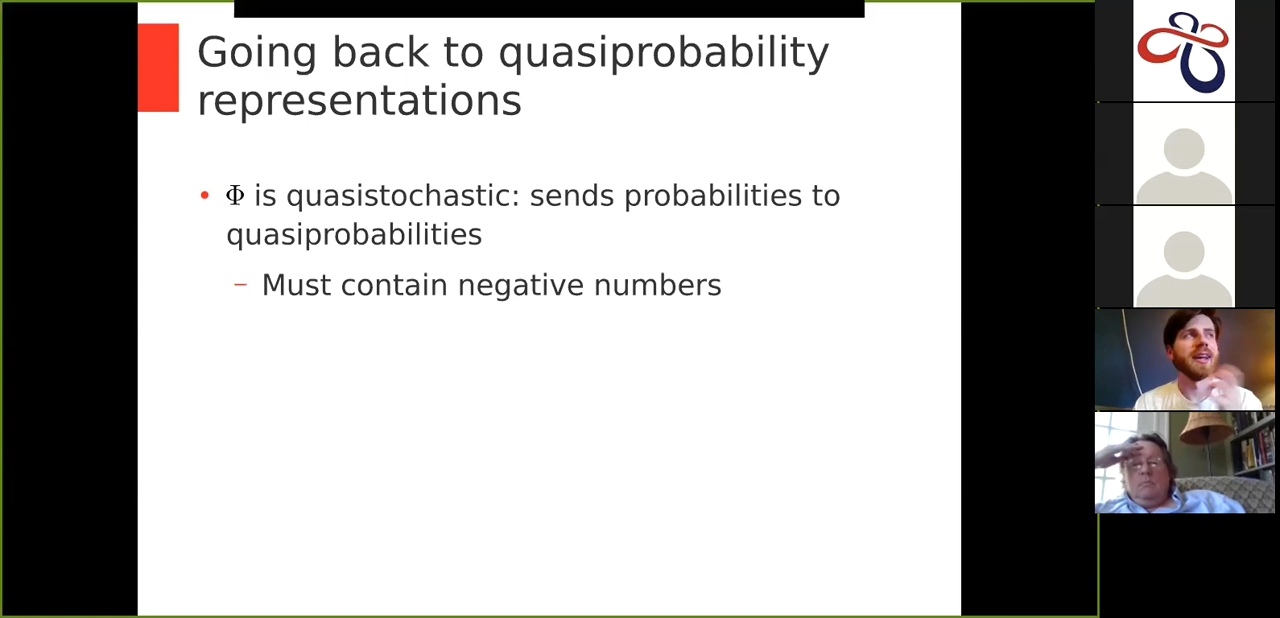 Going back to quasiprobability
representations
• Φ is quasistochastic: sends probabilities to
quasiprobabilities
– Must contain negative numbers